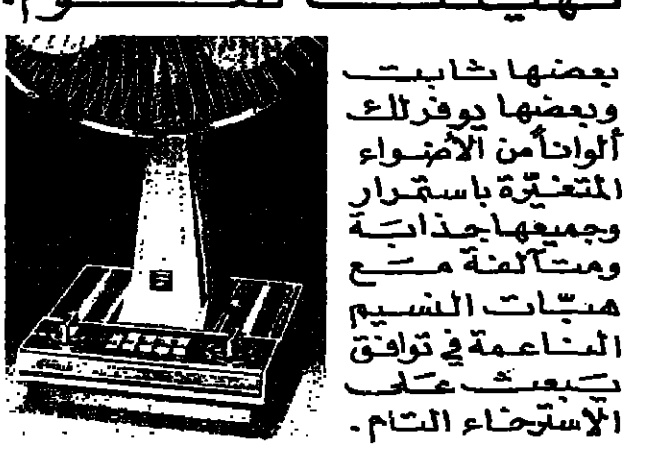 بعضها ثابت
وبعضها يوفر لك
ألواناً من الأضواء
المتغيّرة باستمرار
وجميعها جذابة
ومتآلفة مع
هبّات النسيم
الناعمة في توافق
يبعث على
الاسترخاء التام.